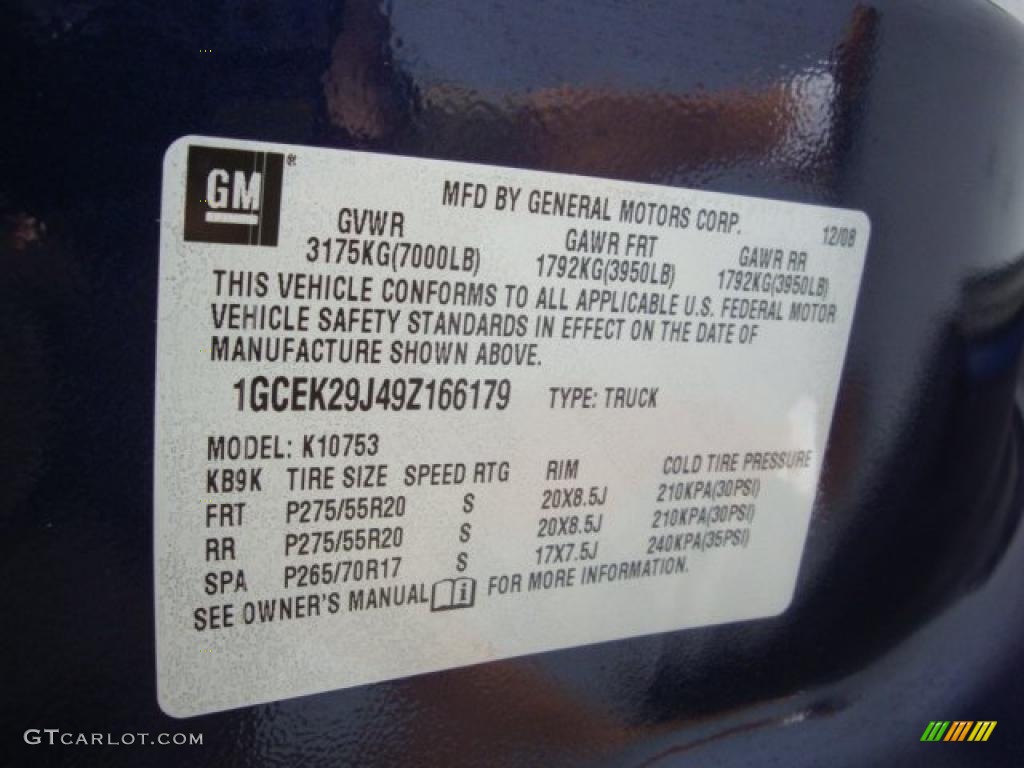 GM ®
MFD BY GENERAL MOTORS CORP.
12/08
GVWR GAWR FRT GAWR RR
3175KG(7000LB) 1792KG(3950LB) 1792KG(3950LB)
THIS VEHICLE CONFORMS TO ALL APPLICABLE U.S. FEDERAL MOTOR
VEHICLE SAFETY STANDARDS IN EFFECT ON THE DATE OF
MANUFACTURE SHOWN ABOVE.
1GCEK29J49Z166179 TYPE: TRUCK
MODEL: K10753
KB9K TIRE SIZE SPEED RTG RIM COLD TIRE PRESSURE
FRT P275/55R20 S 20X8.5J 210KPA(30PSI)
RR P275/55R20 S 20X8.5J 210KPA(30PSI)
SPA P265/70R17 S 17X7.5J 240KPA(35PSI)
SEE OWNER'S MANUAL i FOR MORE INFORMATION.
GTCARLOT.COM